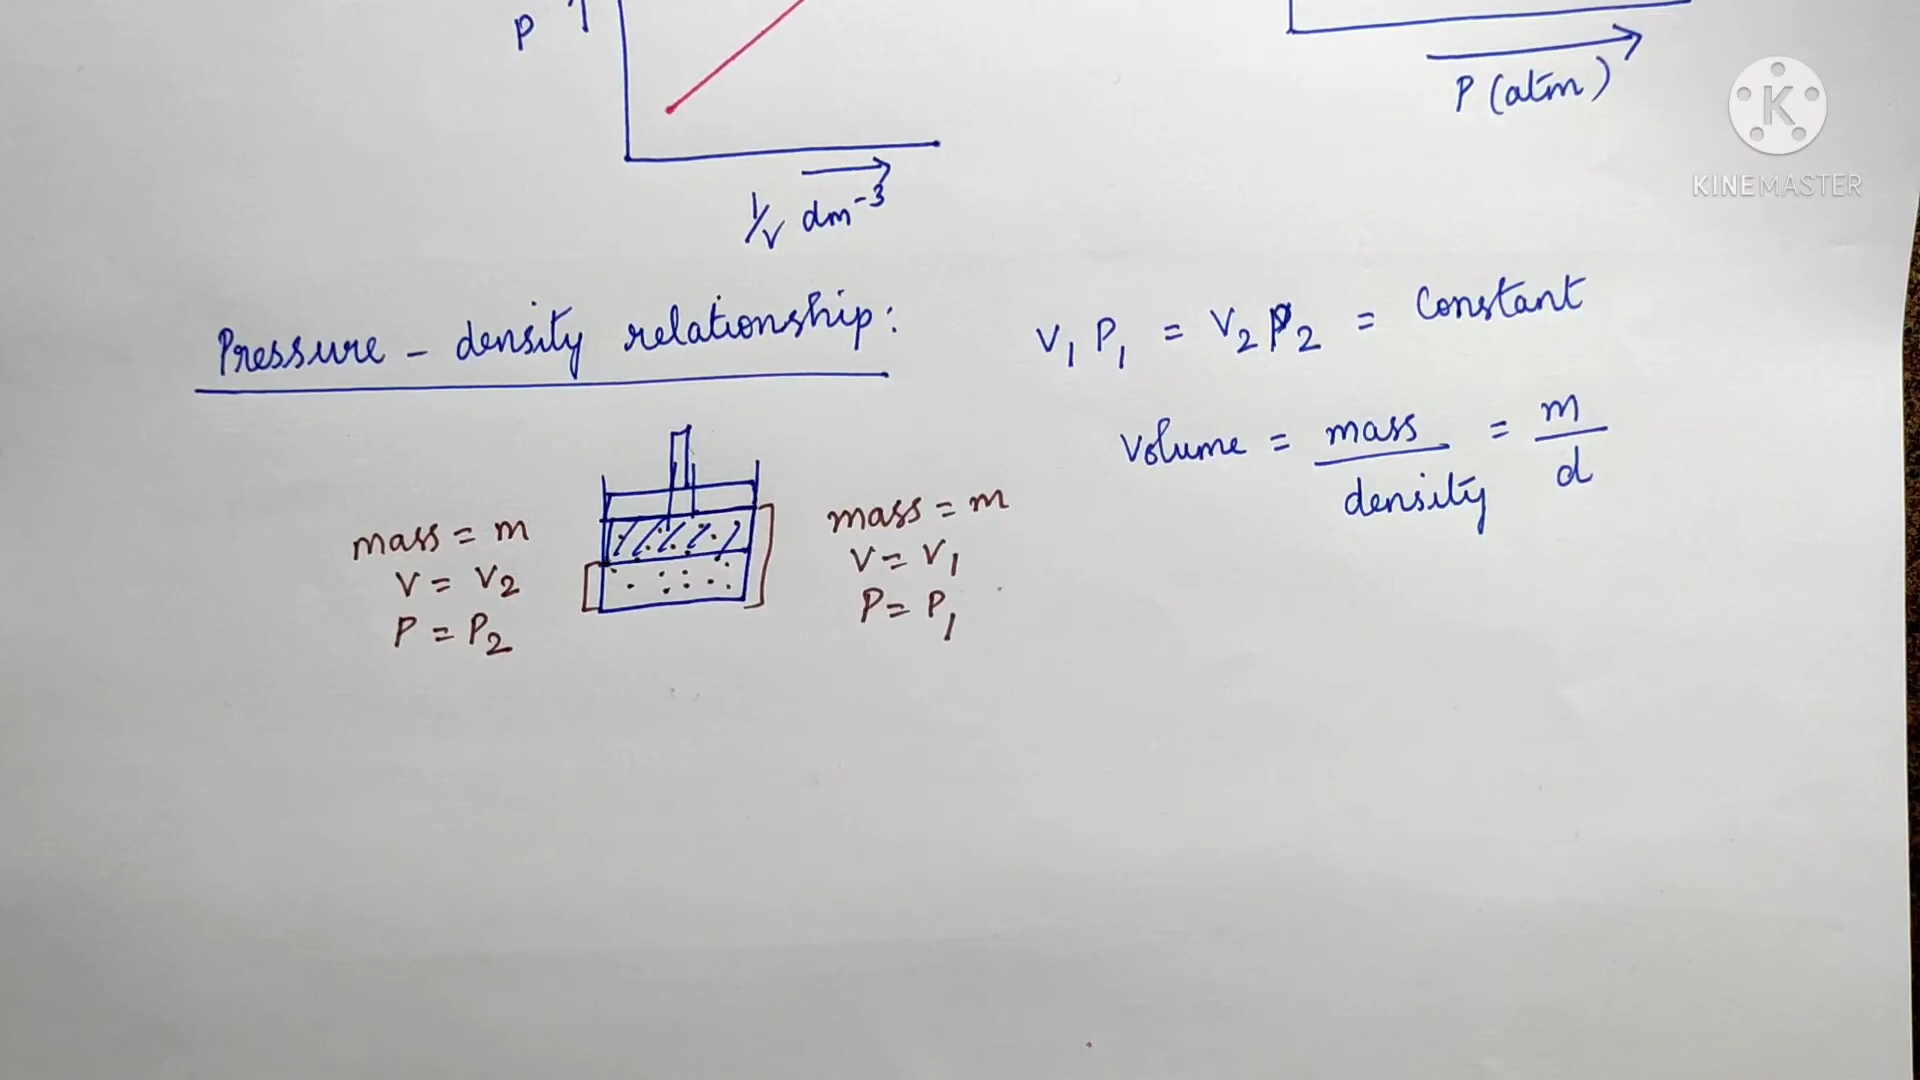 P
P (atm)
KINEMASTER
1/V dm⁻³
Pressure - density relationship:
V₁ P₁ = V₂ P₂ = Constant
Volume = mass/density = m/d
mass = m
V = V₂
P = P₂
mass = m
V = V₁
P = P₁